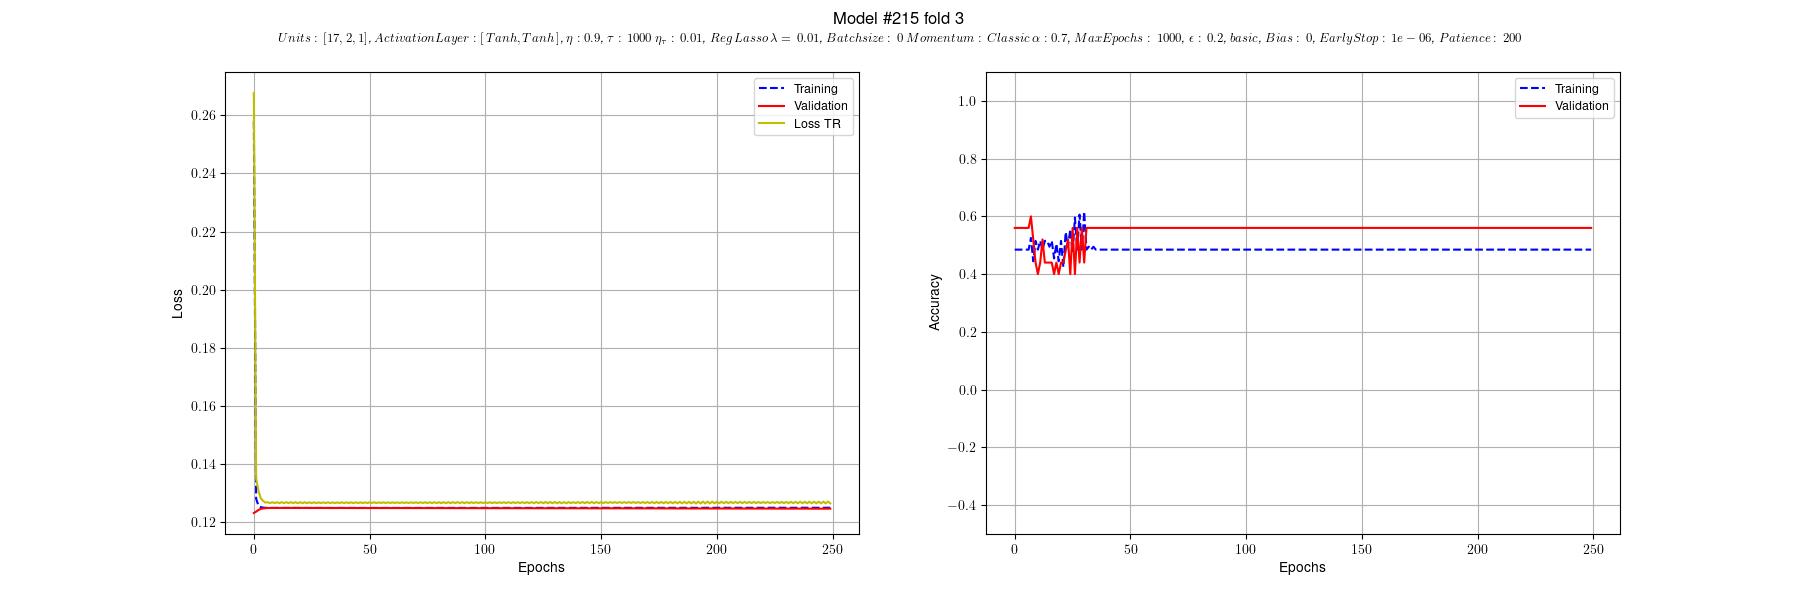 Model #215 fold 3
Units : [17, 2, 1], ActivationLayer : [Tanh, Tanh], η : 0.9, τ : 1000 ητ : 0.01, Reg Lasso λ = 0.01, Batchsize : 0 Momentum : Classic α : 0.7, MaxEpochs : 1000, ϵ : 0.2, basic, Bias : 0, EarlyStop : 1e − 06, Patience : 200
Training
Validation
Loss TR
0.26
0.24
0.22
0.20
0.18
0.16
0.14
0.12
Loss
0 50 100 150 200 250
Epochs
Training
Validation
1.0
0.8
0.6
0.4
0.2
0.0
−0.2
−0.4
Accuracy
0 50 100 150 200 250
Epochs